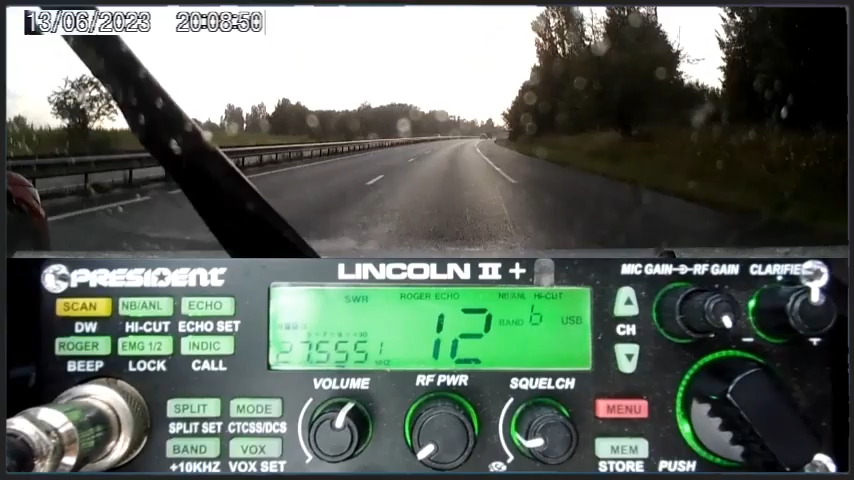 13/06/2023 20:08:50
PRESIDENT LINCOLN II + MIC GAIN RF GAIN CLARIFIER
SCAN NB/ANL ECHO
DW HI-CUT ECHO SET
ROGER EMG 1/2 INDIC
BEEP LOCK CALL
SWR ROGER ECHO NB/ANL HI-CUT
12 BAND 6 USB
27.555
CH
VOLUME RF PWR SQUELCH
SPLIT MODE
SPLIT SET CTCSS/DCS
BAND VOX
+10KHZ VOX SET
MENU
MEM
STORE PUSH
- +